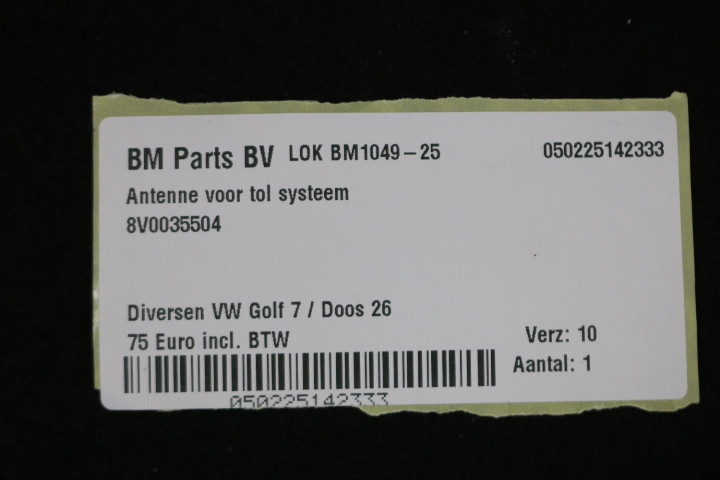 BM Parts BV LOK BM1049-25 050225142333
Antenne voor tol systeem
8V0035504
Diversen VW Golf 7 / Doos 26
75 Euro incl. BTW
Verz: 10
Aantal: 1
050225142333